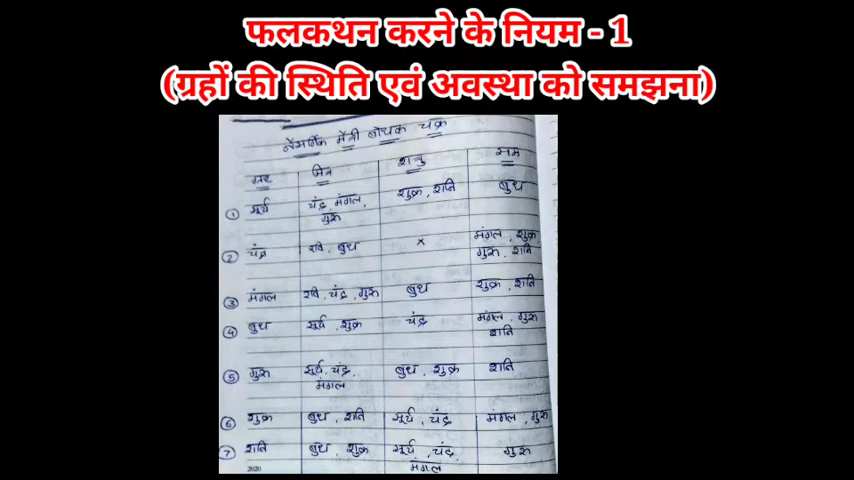 फलकथन करने के नियम - 1
(ग्रहों की स्थिति एवं अवस्था को समझना)
नैसर्गिक मैत्री बोधक चक्र
ग्रह मित्र शत्रु सम
① सूर्य चंद्र, मंगल, गुरू शुक्र, शनि बुध
② चंद्र रवि, बुध × मंगल, शुक्र, गुरू, शनि
③ मंगल रवि, चंद्र, गुरू बुध शुक्र, शनि
④ बुध सूर्य, शुक्र चंद्र मंगल, गुरू शनि
⑤ गुरू सूर्य, चंद्र, मंगल बुध, शुक्र शनि
⑥ शुक्र बुध, शनि सूर्य, चंद्र मंगल, गुरू
⑦ शनि बुध, शुक्र सूर्य, चंद्र, मंगल गुरू
2020